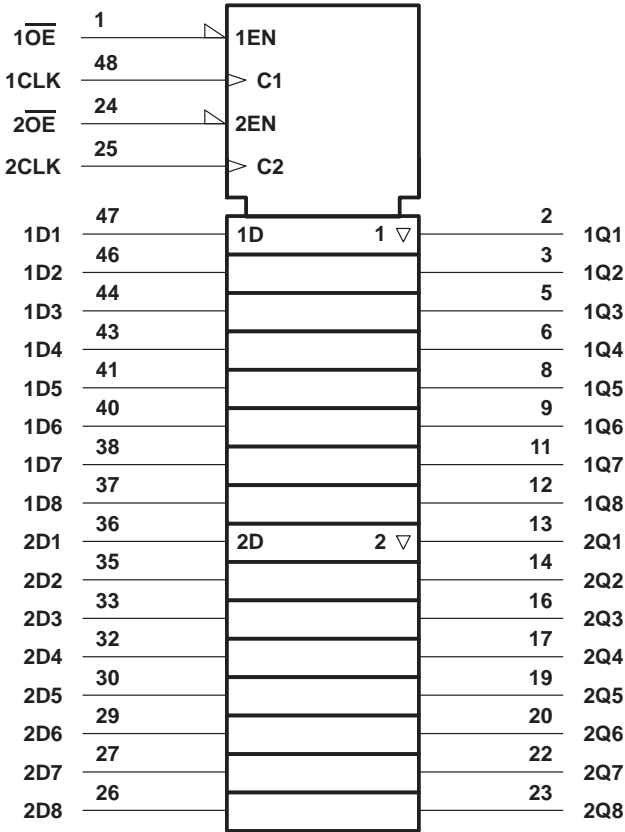 1O̅E̅ 1 1EN
1CLK 48 C1
2O̅E̅ 24 2EN
2CLK 25 C2
1D1 47 1D 1 ▽ 2 1Q1
1D2 46 3 1Q2
1D3 44 5 1Q3
1D4 43 6 1Q4
1D5 41 8 1Q5
1D6 40 9 1Q6
1D7 38 11 1Q7
1D8 37 12 1Q8
2D1 36 2D 2 ▽ 13 2Q1
2D2 35 14 2Q2
2D3 33 16 2Q3
2D4 32 17 2Q4
2D5 30 19 2Q5
2D6 29 20 2Q6
2D7 27 22 2Q7
2D8 26 23 2Q8